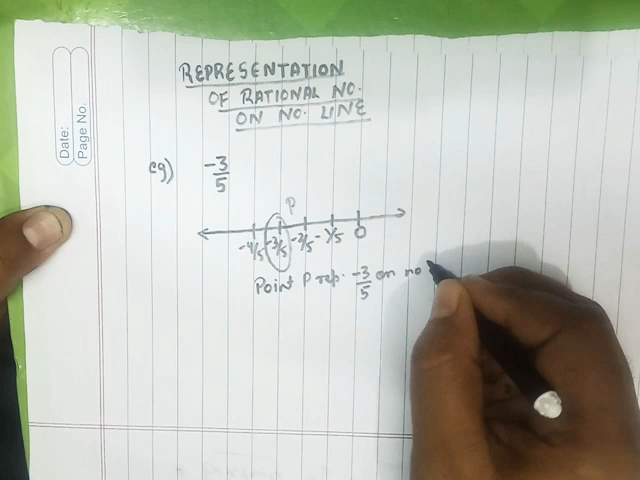 Date:
Page No.
REPRESENTATION
OF RATIONAL NO.
ON NO. LINE
eg) -3/5
P
-4/5 -3/5 -2/5 -1/5 0
Point P rep. -3/5 on no